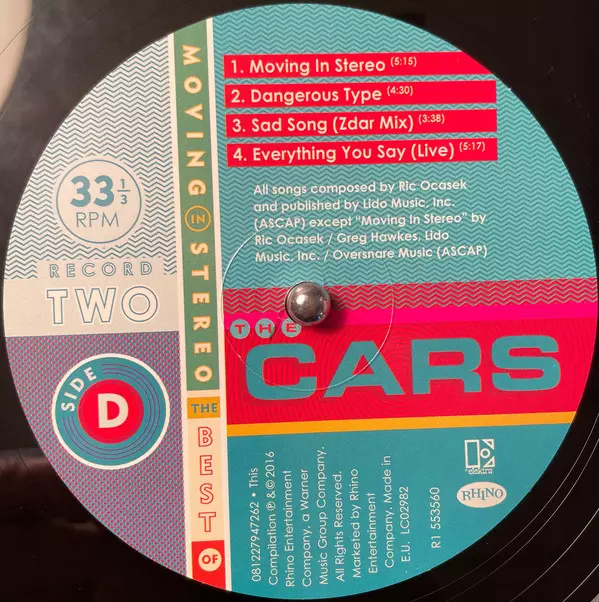 1. Moving In Stereo (5:15)
2. Dangerous Type (4:30)
3. Sad Song (Zdar Mix) (3:38)
4. Everything You Say (Live) (5:17)
All songs composed by Ric Ocasek
and published by Lido Music, Inc.
(ASCAP) except "Moving In Stereo" by
Ric Ocasek / Greg Hawkes, Lido
Music, Inc. / Oversnare Music (ASCAP)
33 1/3
RPM
RECORD
TWO
SIDE
D
MOVING IN STEREO THE BEST OF
THE
CARS
081227947262 • This
Compilation ℗ & © 2016
Rhino Entertainment
Company, a Warner
Music Group Company.
All Rights Reserved.
Marketed by Rhino
Entertainment
Company. Made in
E.U. LC02982
R1 553560
elektra
RHINO